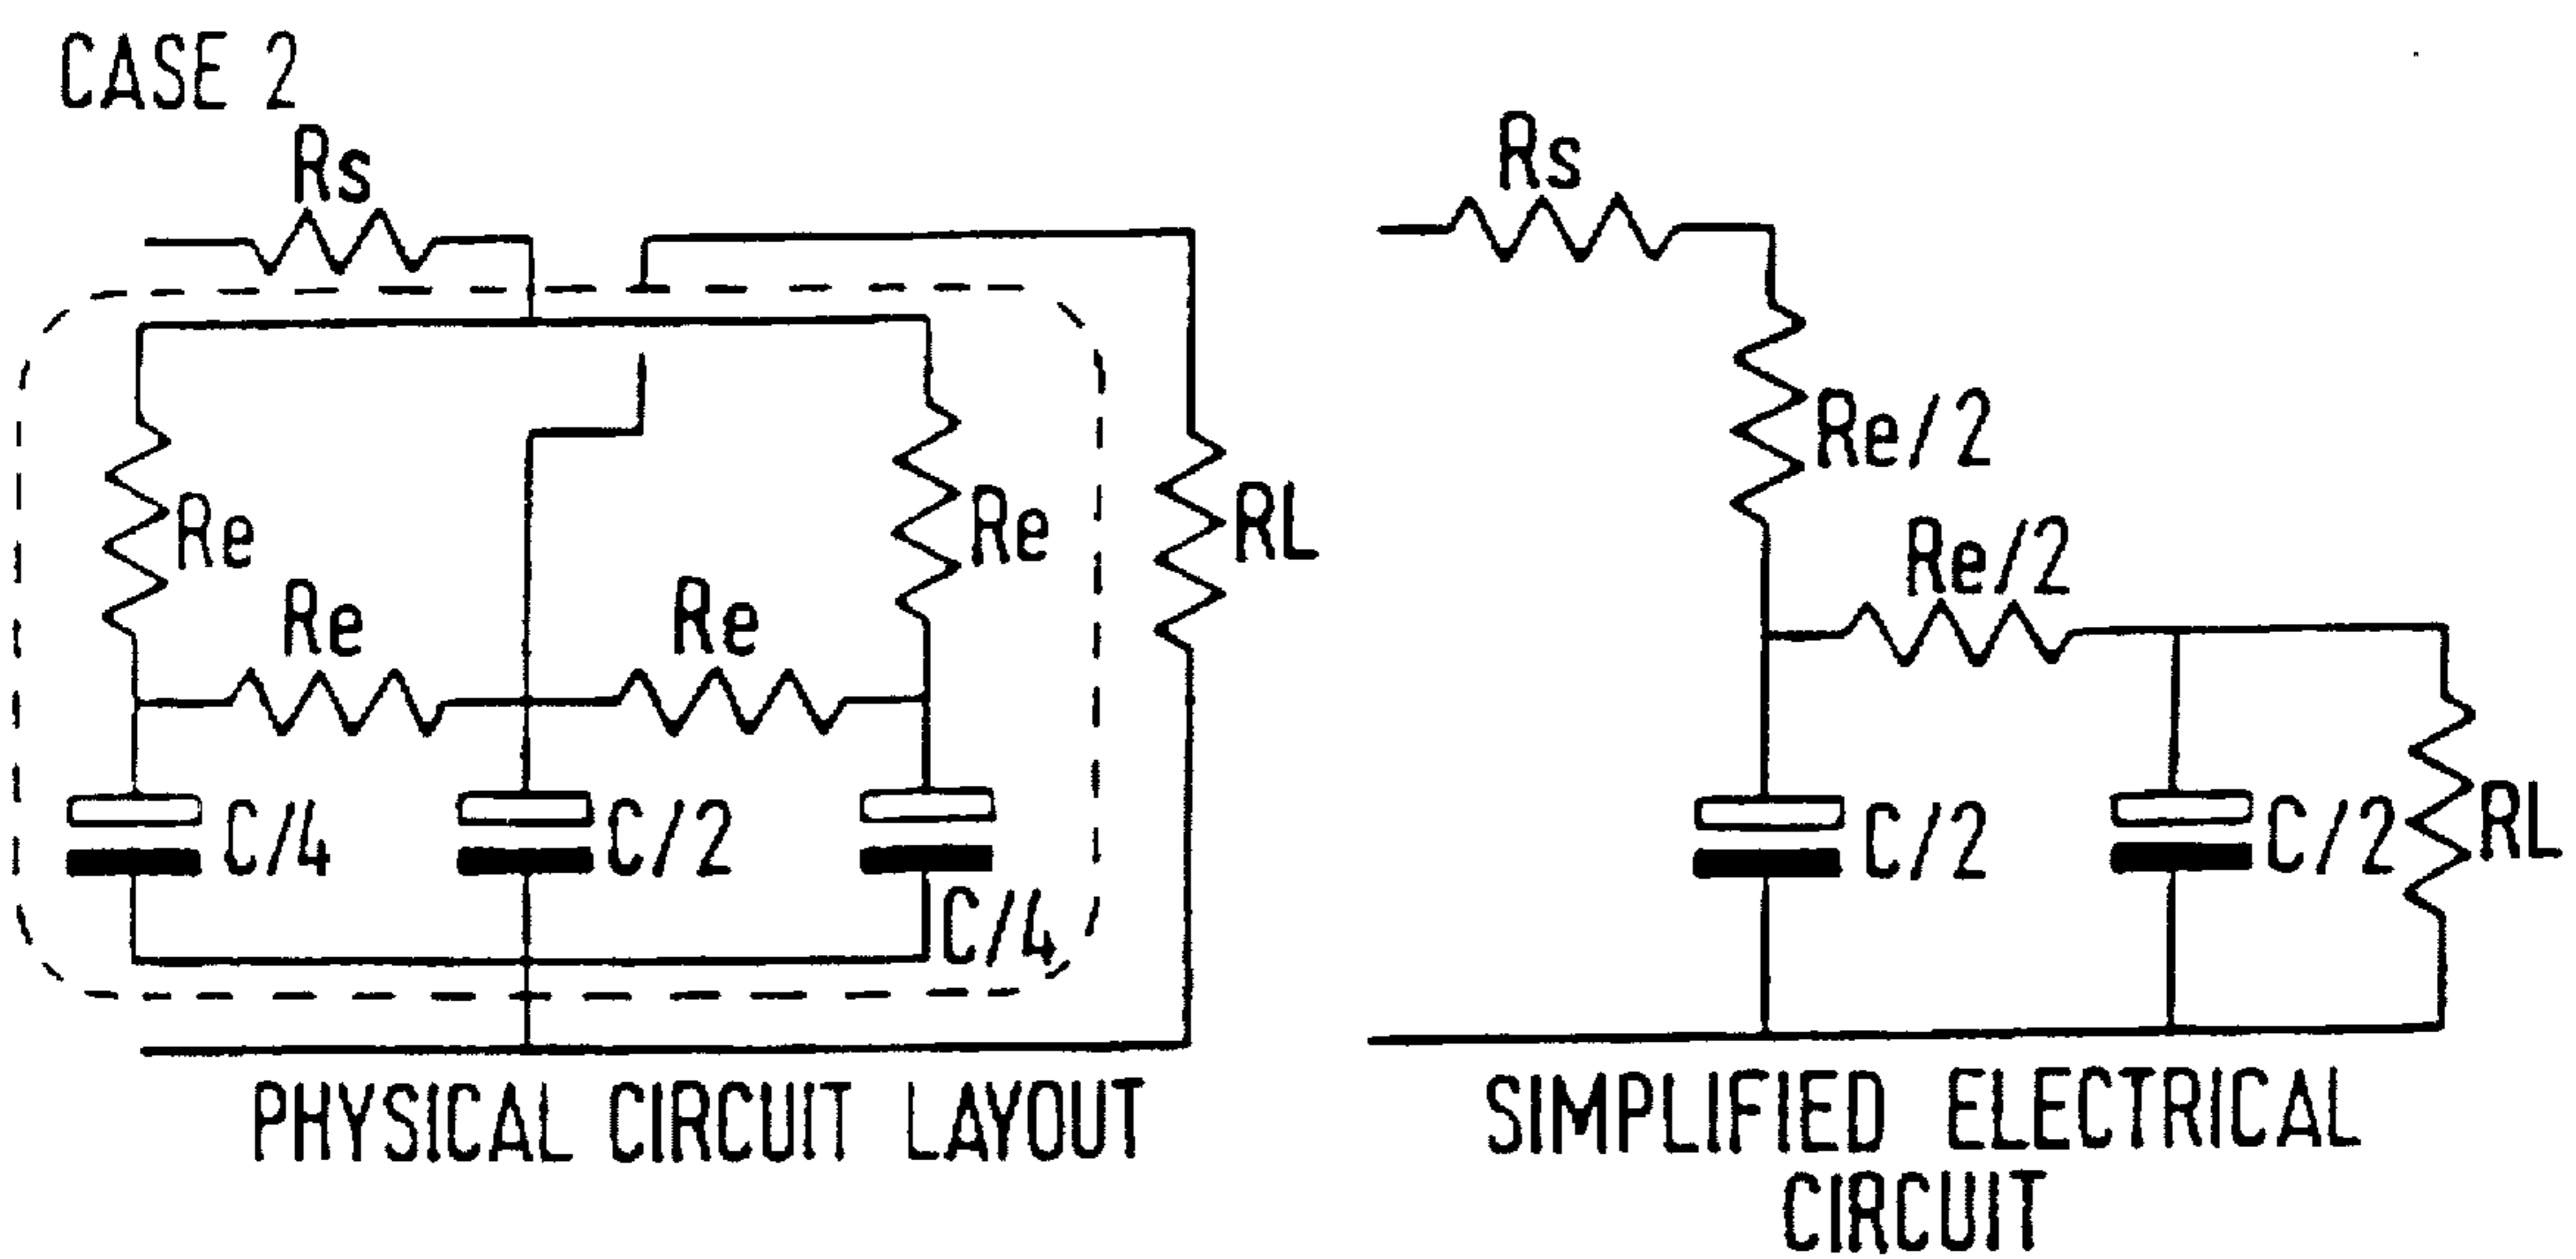 CASE 2
Rs
Re
Re
Re
Re
RL
C/4
C/2
C/4
PHYSICAL CIRCUIT LAYOUT
Rs
Re/2
Re/2
C/2
C/2
RL
SIMPLIFIED ELECTRICAL
CIRCUIT